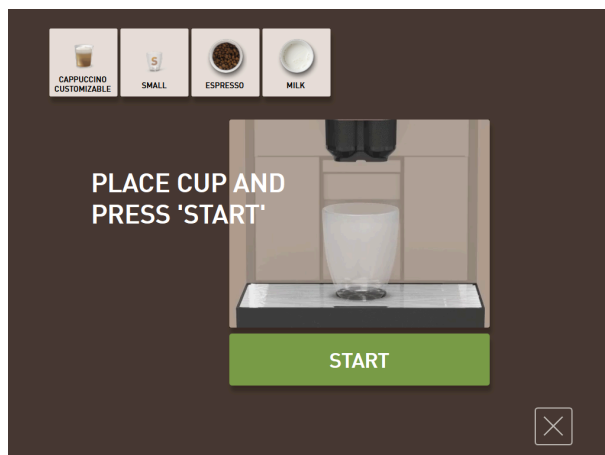 CAPPUCCINO
CUSTOMIZABLE
S
SMALL
ESPRESSO
MILK
PLACE CUP AND
PRESS 'START'
START